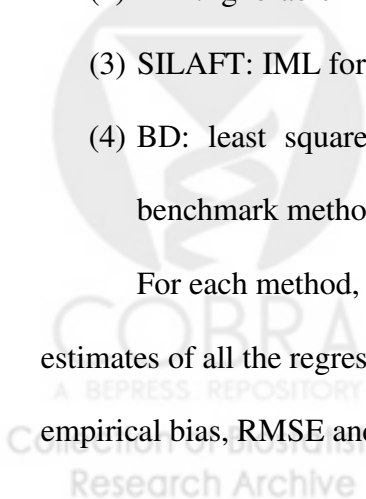 (3) SILAFT: IML for
(4) BD: least square
benchmark metho
For each method,
COBRA
estimates of all the regres
A BEPRESS REPOSITORY
empirical bias, RMSE and
Collection of Biostatis
Research Archive